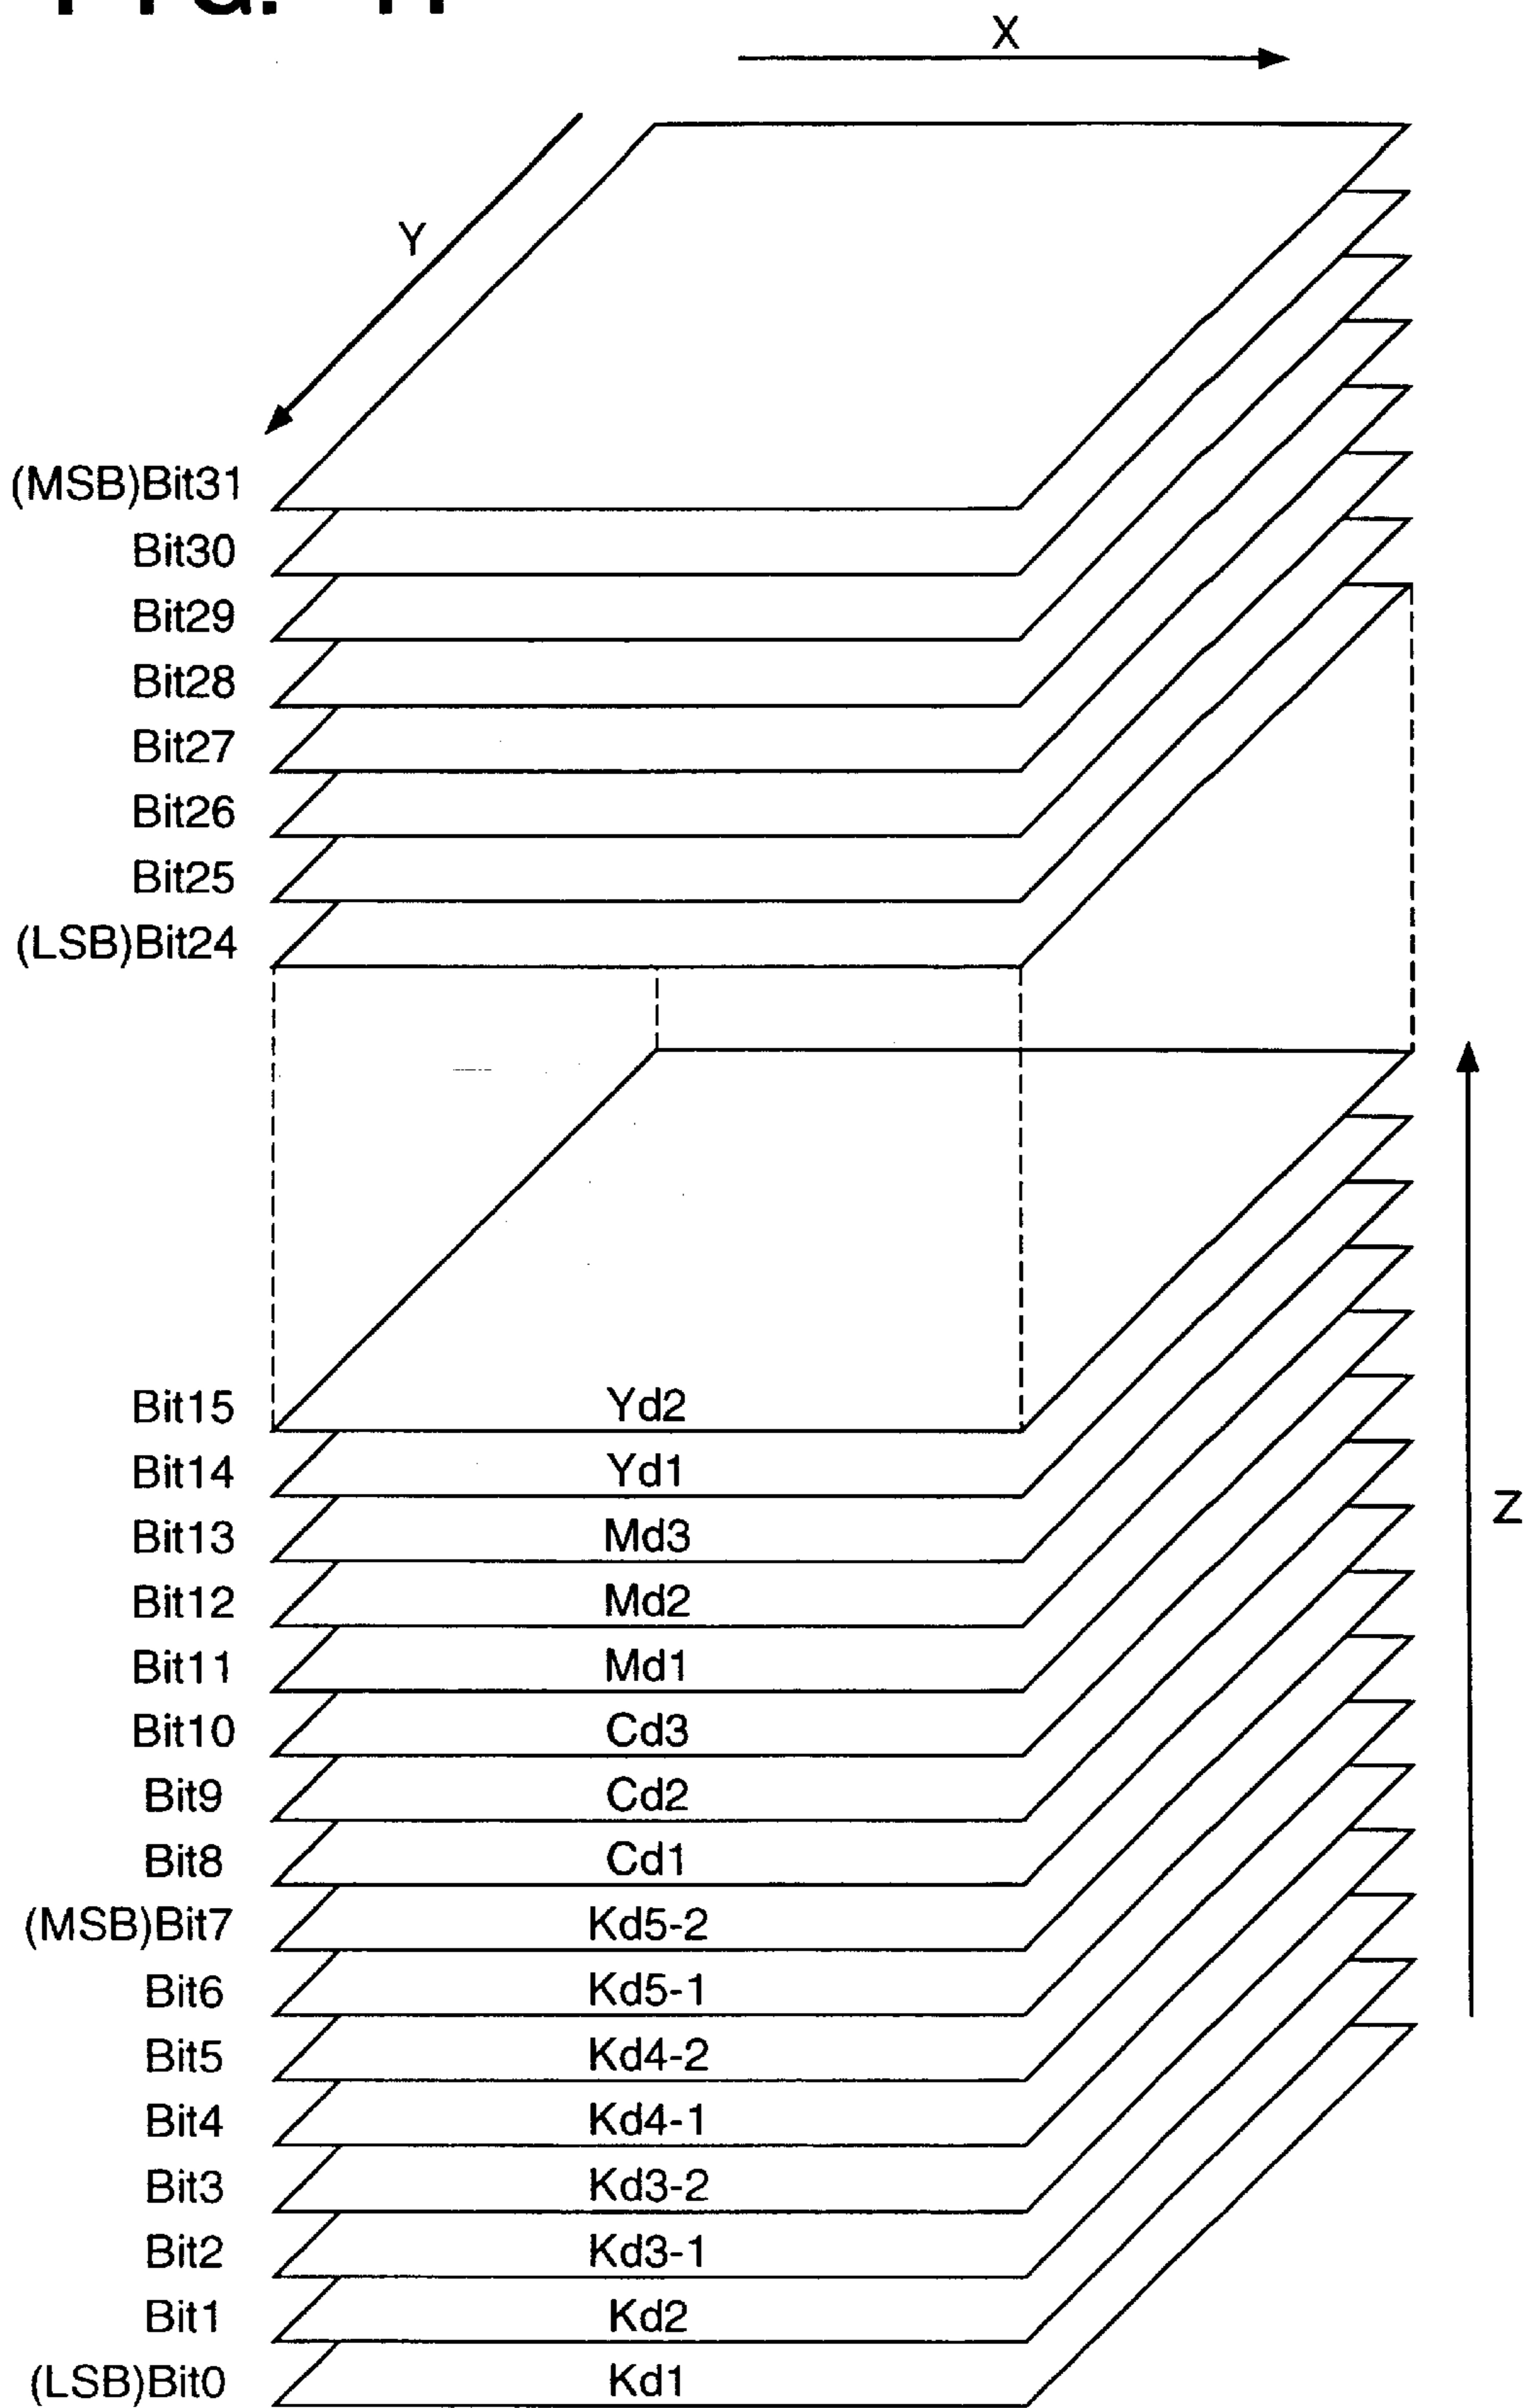 X
Y
(MSB)Bit31
Bit30
Bit29
Bit28
Bit27
Bit26
Bit25
(LSB)Bit24
Bit15 Yd2
Bit14 Yd1
Z
Bit13 Md3
Bit12 Md2
Bit11 Md1
Bit10 Cd3
Bit9 Cd2
Bit8 Cd1
(MSB)Bit7 Kd5-2
Bit6 Kd5-1
Bit5 Kd4-2
Bit4 Kd4-1
Bit3 Kd3-2
Bit2 Kd3-1
Bit1 Kd2
(LSB)Bit0 Kd1